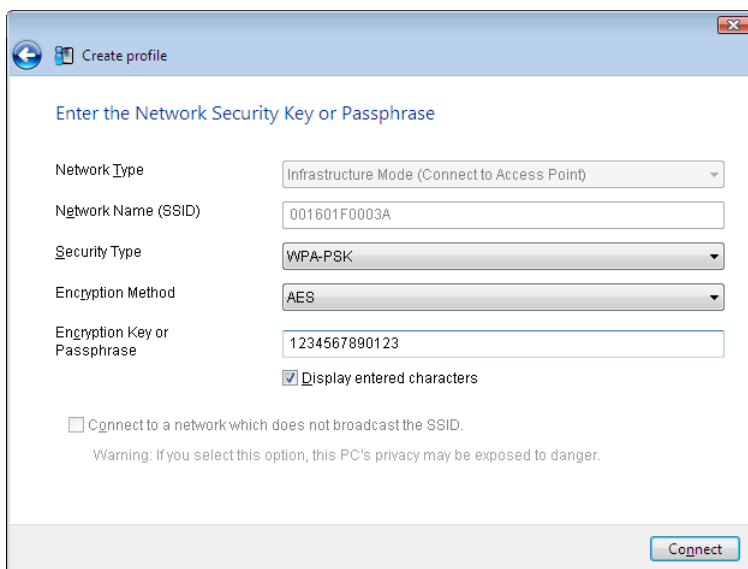 Create profile
Enter the Network Security Key or Passphrase
Network Type
Infrastructure Mode (Connect to Access Point)
Network Name (SSID)
001601F0003A
Security Type
WPA-PSK
Encryption Method
AES
Encryption Key or
Passphrase
1234567890123
Display entered characters
Connect to a network which does not broadcast the SSID.
Warning: If you select this option, this PC's privacy may be exposed to danger.
Connect